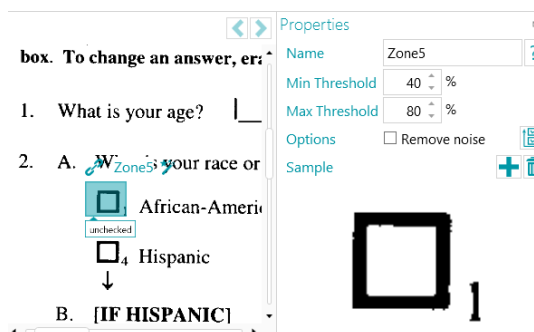 box. To change an answer, era
1. What is your age?
2. A. your race or
Zone5
1 African-Ameri
unchecked
4 Hispanic
B. [IF HISPANIC]
Properties
Name Zone5 ?
Min Threshold 40 %
Max Threshold 80 %
Options Remove noise
Sample
1